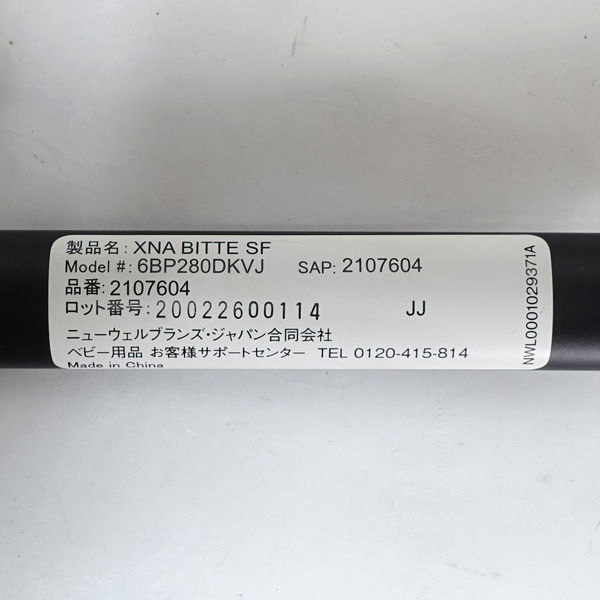 製品名: XNA BITTE SF
Model #: 6BP280DKVJ SAP: 2107604
品番: 2107604
ロット番号: 20022600114 JJ
ニューウェルブランズ・ジャパン合同会社
ベビー用品 お客様サポートセンター TEL 0120-415-814
Made in China
NWL0001029371A